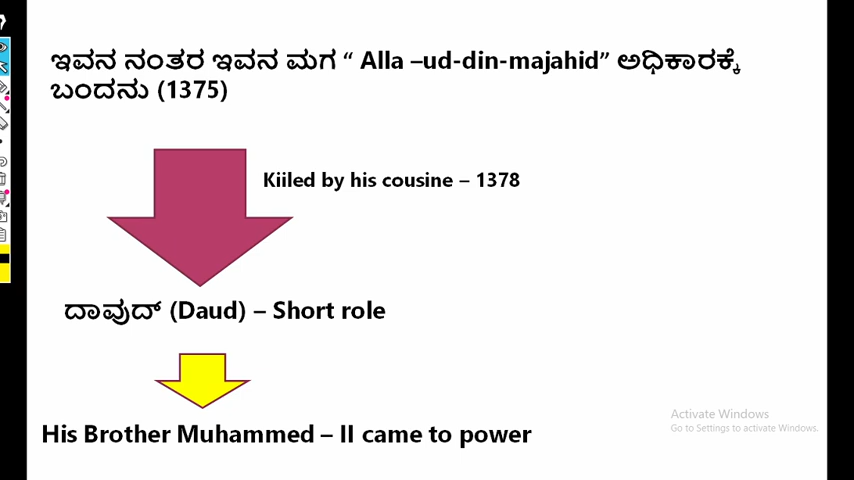 ಇವನ ನಂತರ ಇವನ ಮಗ “ Alla –ud-din-majahid” ಅಧಿಕಾರಕ್ಕೆ
ಬಂದನು (1375)
Kiiled by his cousine – 1378
ದಾವುದ್ (Daud) – Short role
His Brother Muhammed – II came to power
Activate Windows
Go to Settings to activate Windows.